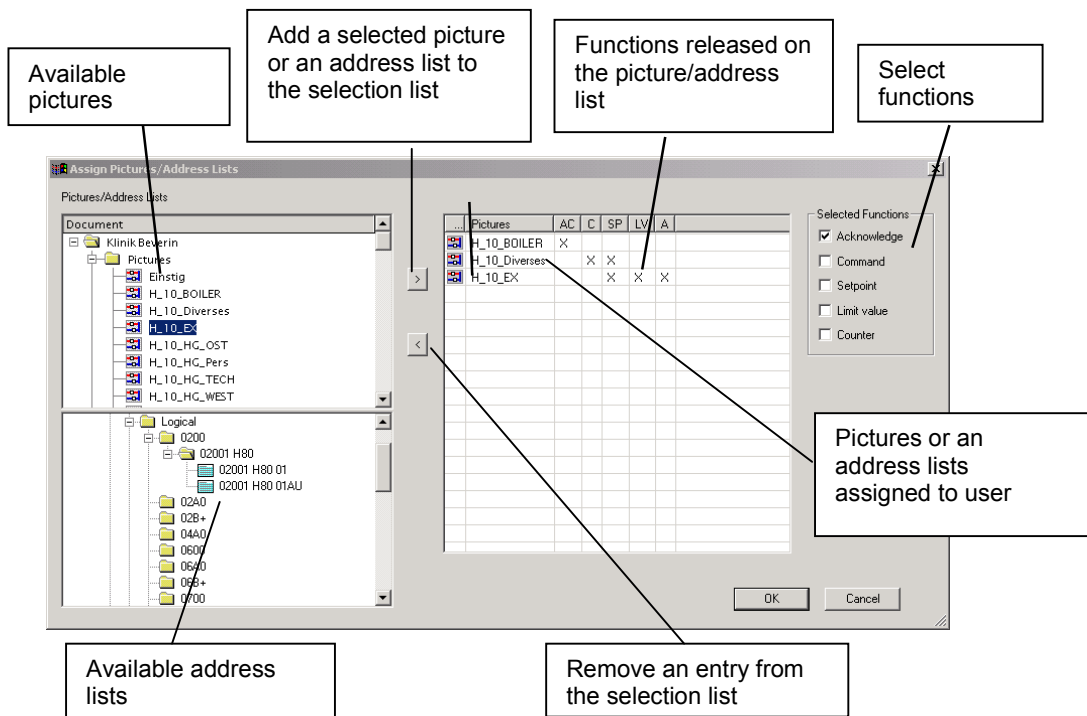 Available
pictures
Add a selected picture
or an address list to
the selection list
Functions released on
the picture/address
list
Select
functions
Assign Pictures/Address Lists
Pictures/Address Lists
Document
Klinik Beverin
Pictures
Einstig
H_10_BOILER
H_10_Diverses
H_10_EX
H_10_HG_OST
H_10_HG_Pers
H_10_HG_TECH
H_10_HG_WEST
Logical
0200
02001 H80
02001 H80 01
02001 H80 01AU
02A0
02B+
04A0
0600
06A0
06B+
0700
>
<
... Pictures AC C SP LV A
H_10_BOILER X
H_10_Diverses X X
H_10_EX X X X
Selected Functions
Acknowledge
Command
Setpoint
Limit value
Counter
Pictures or an
address lists
assigned to user
OK Cancel
Available address
lists
Remove an entry from
the selection list